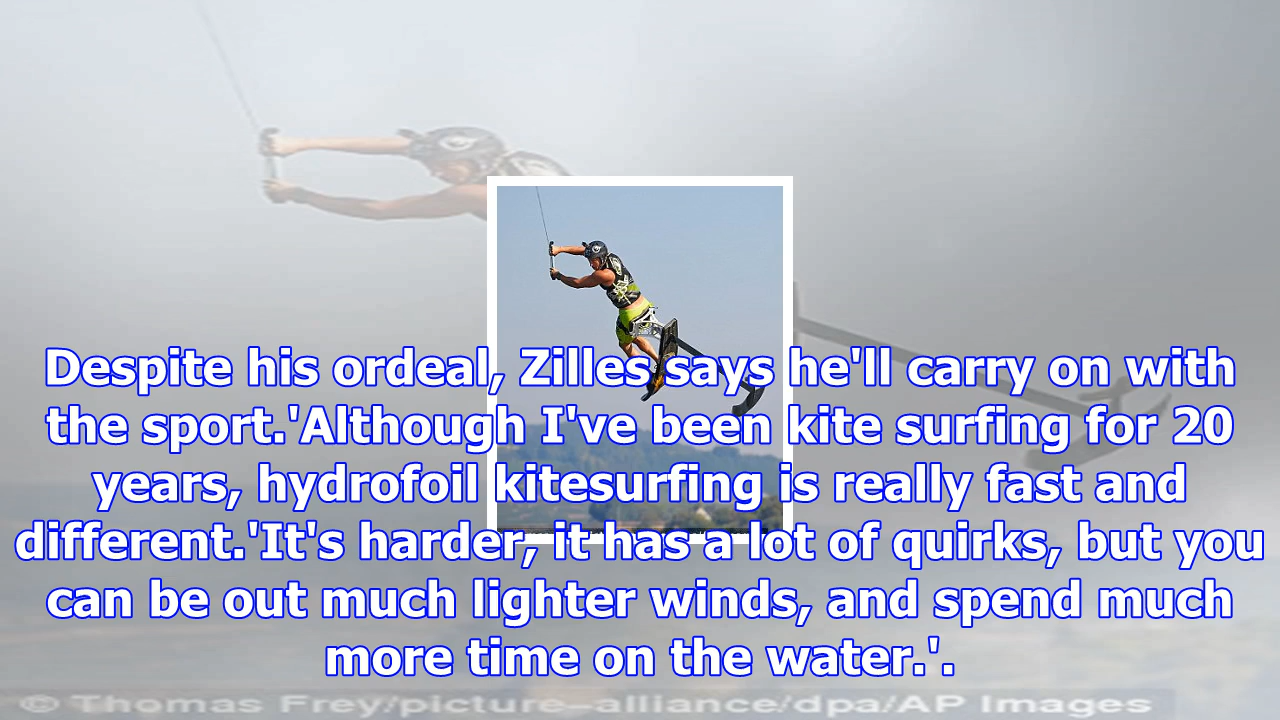 Despite his ordeal, Zilles says he'll carry on with
the sport.'Although I've been kite surfing for 20
years, hydrofoil kitesurfing is really fast and
different.'It's harder, it has a lot of quirks, but you
can be out much lighter winds, and spend much
more time on the water.'.
© Thomas Frey/picture-alliance/dpa/AP Images